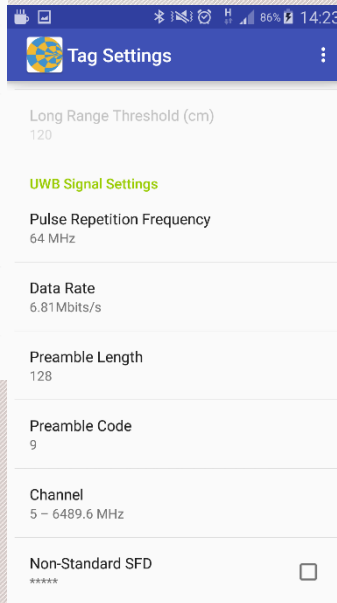 86% 14:23
Tag Settings
Long Range Threshold (cm)
120
UWB Signal Settings
Pulse Repetition Frequency
64 MHz
Data Rate
6.81Mbits/s
Preamble Length
128
Preamble Code
9
Channel
5 – 6489.6 MHz
Non-Standard SFD
*****